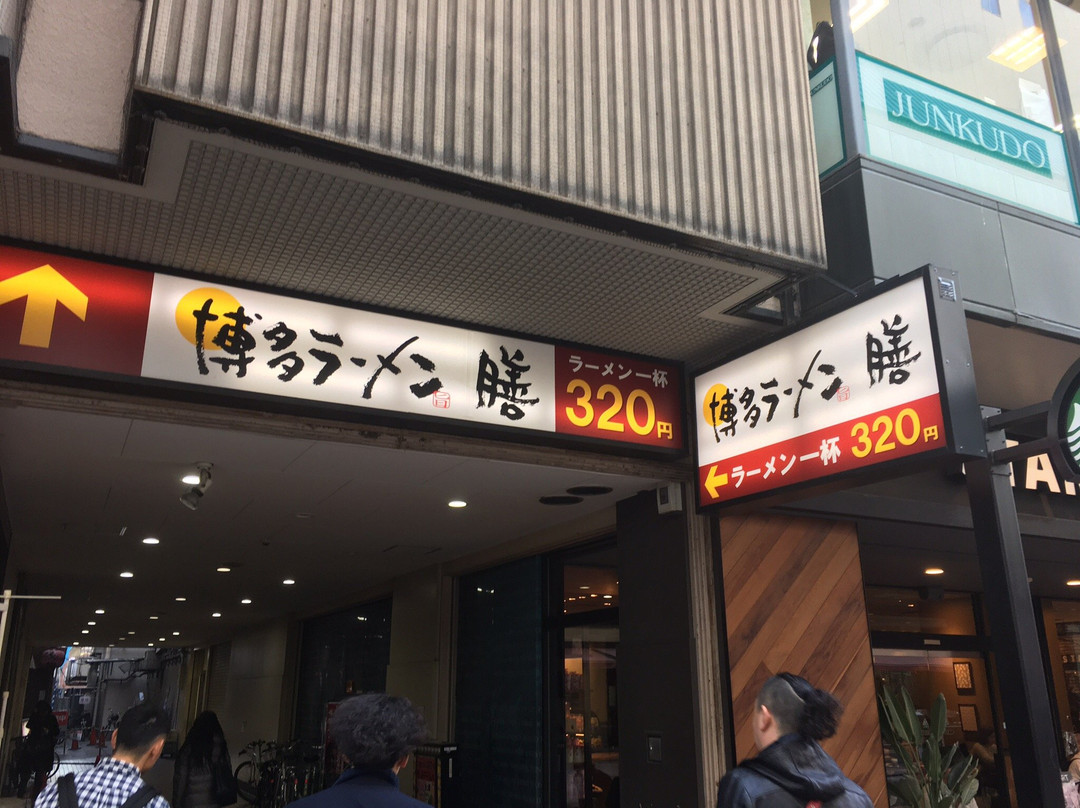 JUNKUDO
博多ラーメン 膳
ラーメン一杯
320円
博多ラーメン 膳
ラーメン一杯 320円